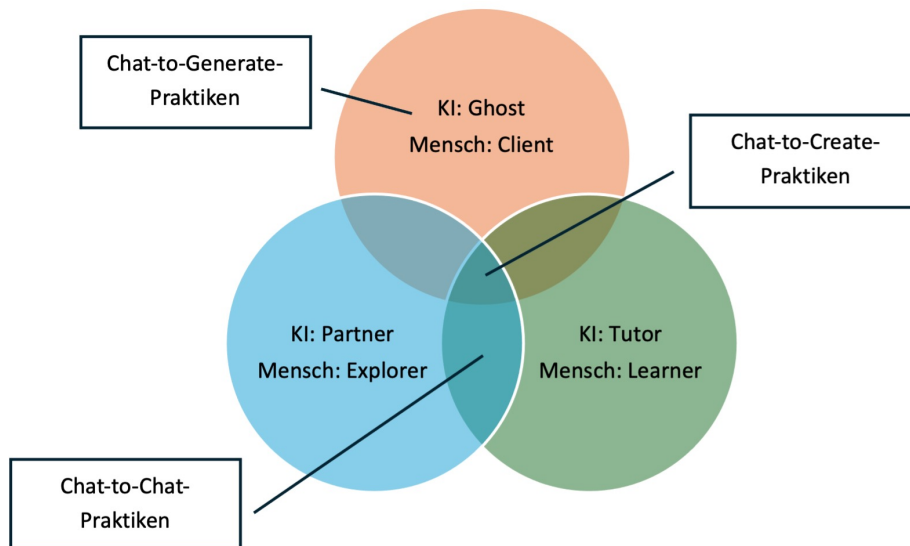 Chat-to-Generate-
Praktiken
KI: Ghost
Mensch: Client
Chat-to-Create-
Praktiken
KI: Partner
Mensch: Explorer
KI: Tutor
Mensch: Learner
Chat-to-Chat-
Praktiken